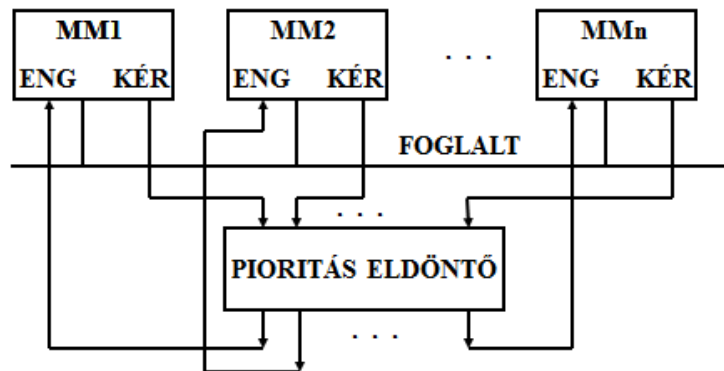 MM1 MM2 . . . MMn
ENG KÉR ENG KÉR ENG KÉR
FOGLALT
. . .
PIORITÁS ELDÖNTŐ
. . .